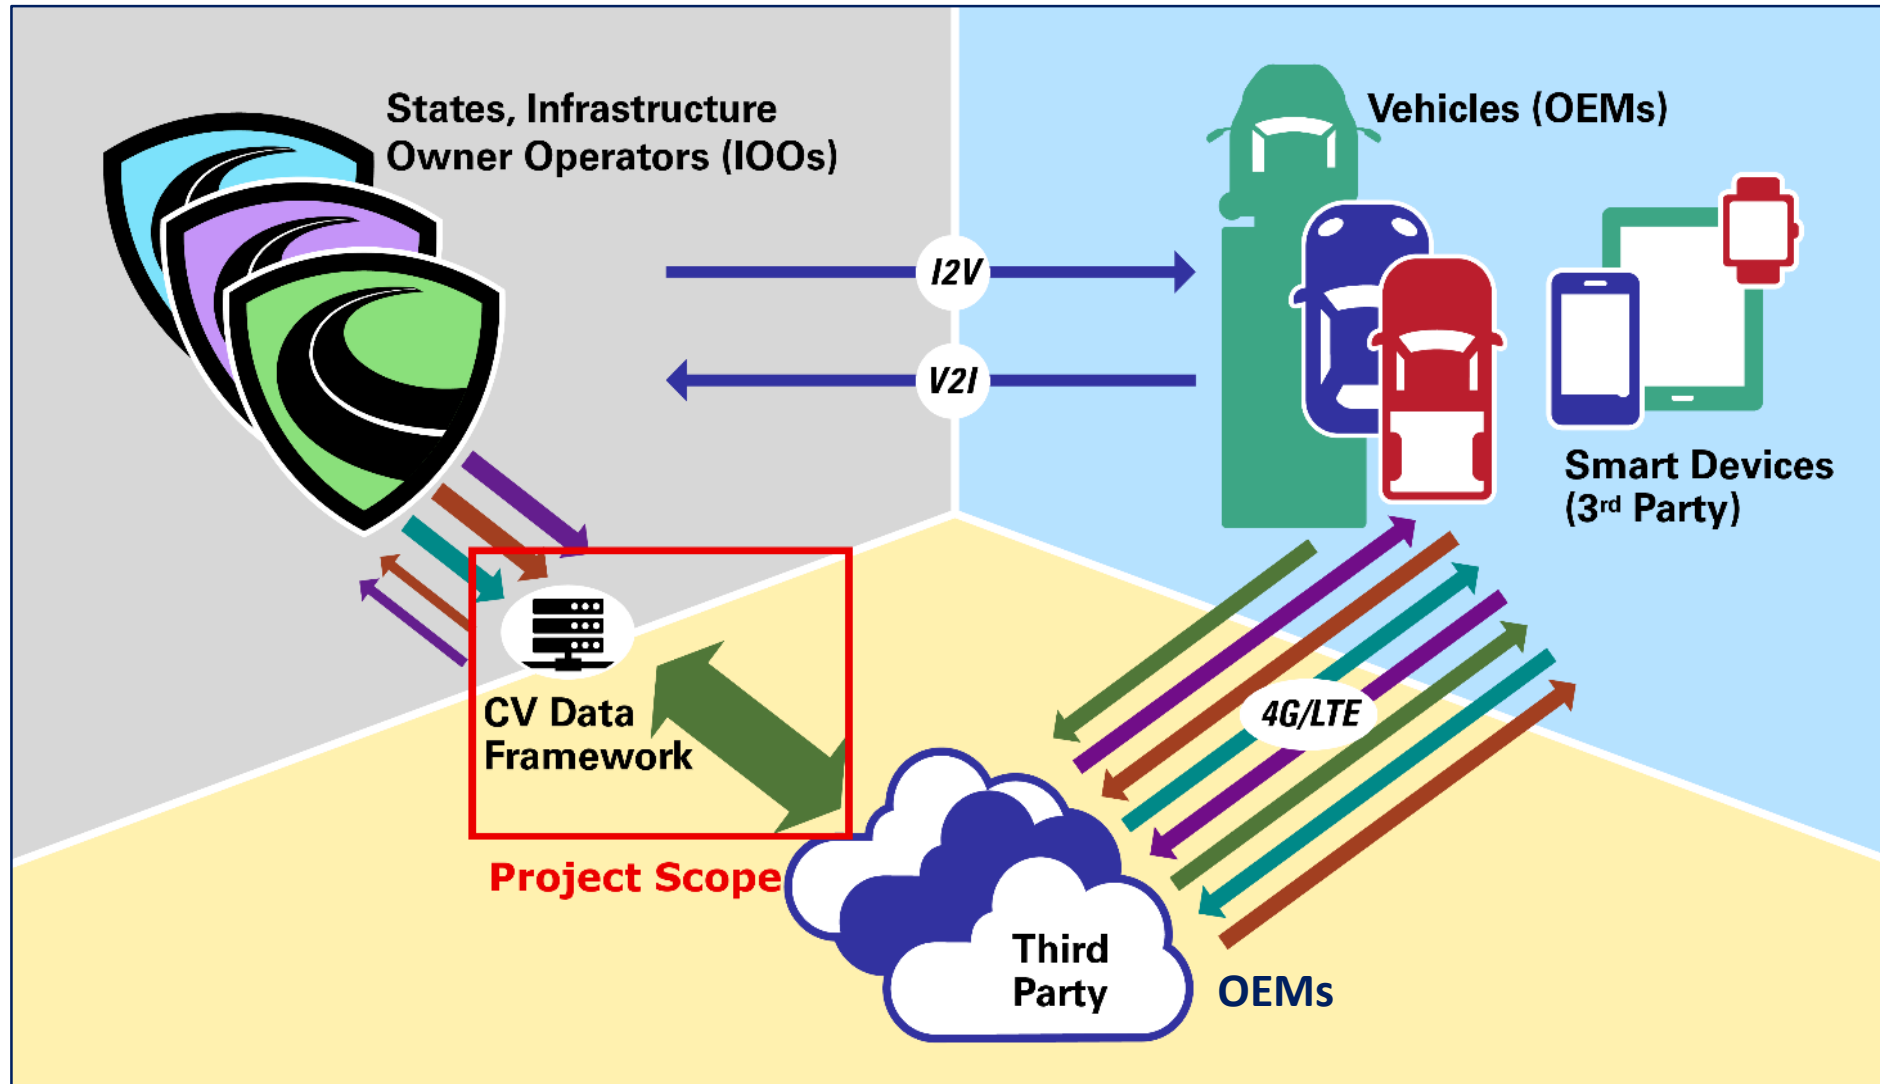 States, Infrastructure
Owner Operators (IOOs)
Vehicles (OEMs)
I2V
V2I
Smart Devices
(3rd Party)
CV Data
Framework
4G/LTE
Project Scope
Third
Party
OEMs